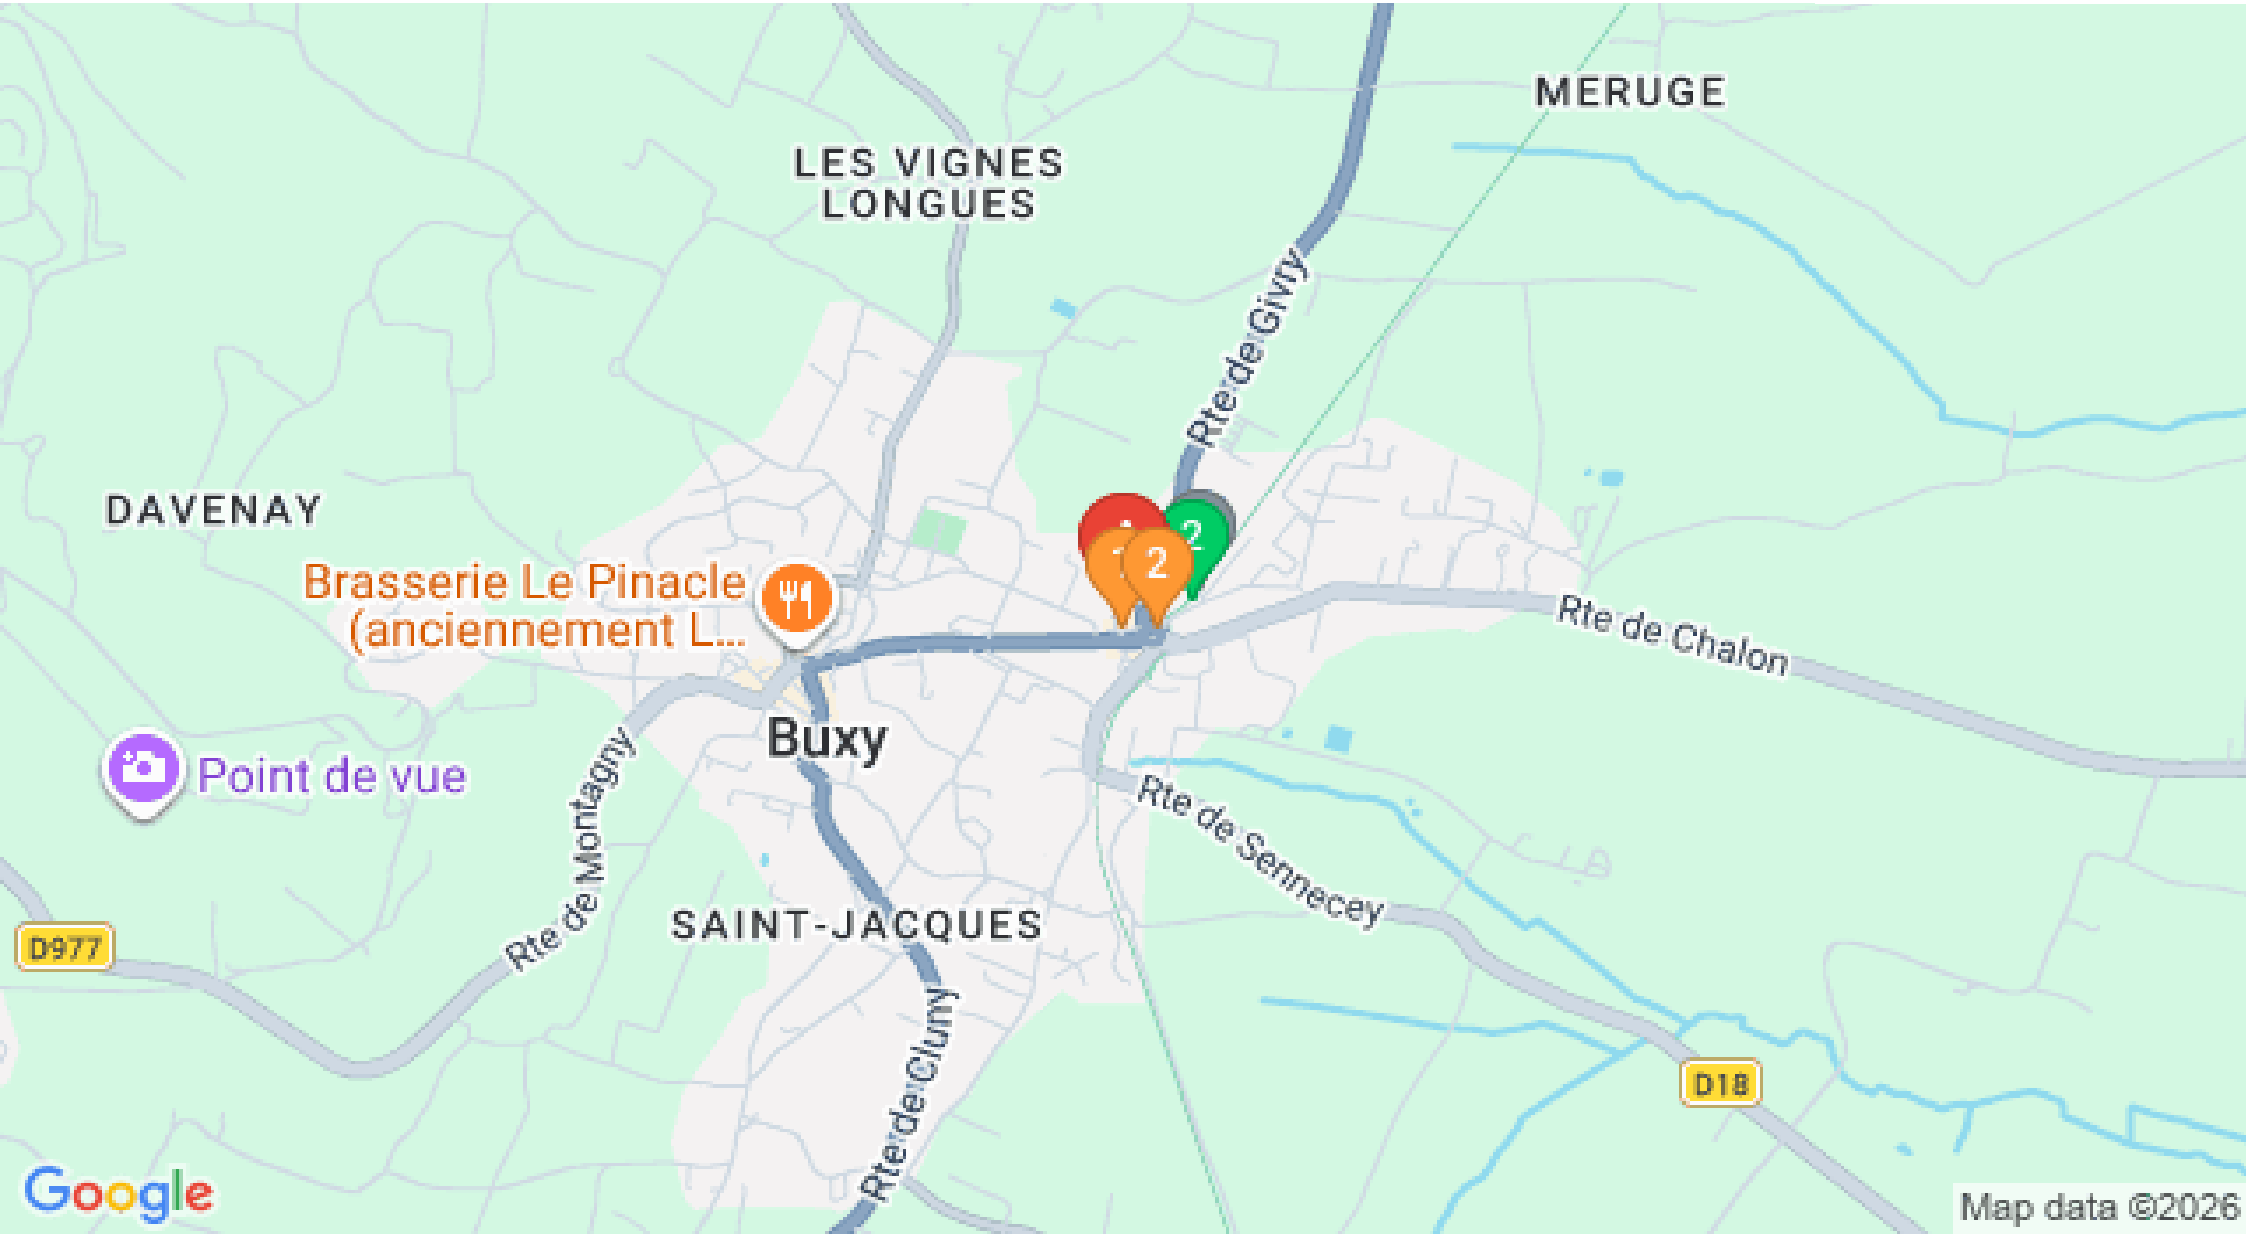 MERUGE
LES VIGNES
LONGUES
Rte de Givry
DAVENAY
2
2
Brasserie Le Pinacle
(anciennement L...
Rte de Chalon
Buxy
Point de vue
Rte de Montagny
Rte de Sennecey
SAINT-JACQUES
D977
Rte de Cluny
D18
Google
Map data ©2026